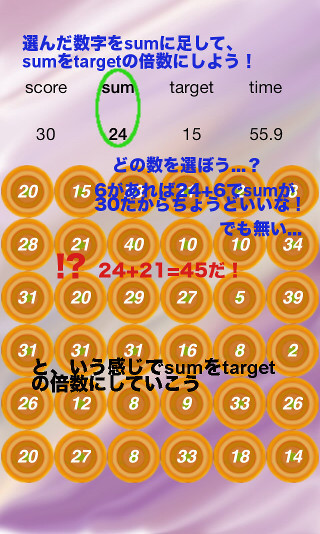 選んだ数字をsumに足して、
sumをtargetの倍数にしよう！
score sum target time
30 24 15 55.9
どの数を選ぼう...？
20 15
6があれば24+6でsumが
30だからちょうどいいな！
でも無い...
28 21 40 10 10 34
!? 24+21=45だ！
31 20 29 27 5 39
31 31 31 16 8 2
と、いう感じでsumをtarget
の倍数にしていこう
26 12 8 9 33 26
20 27 8 33 18 14